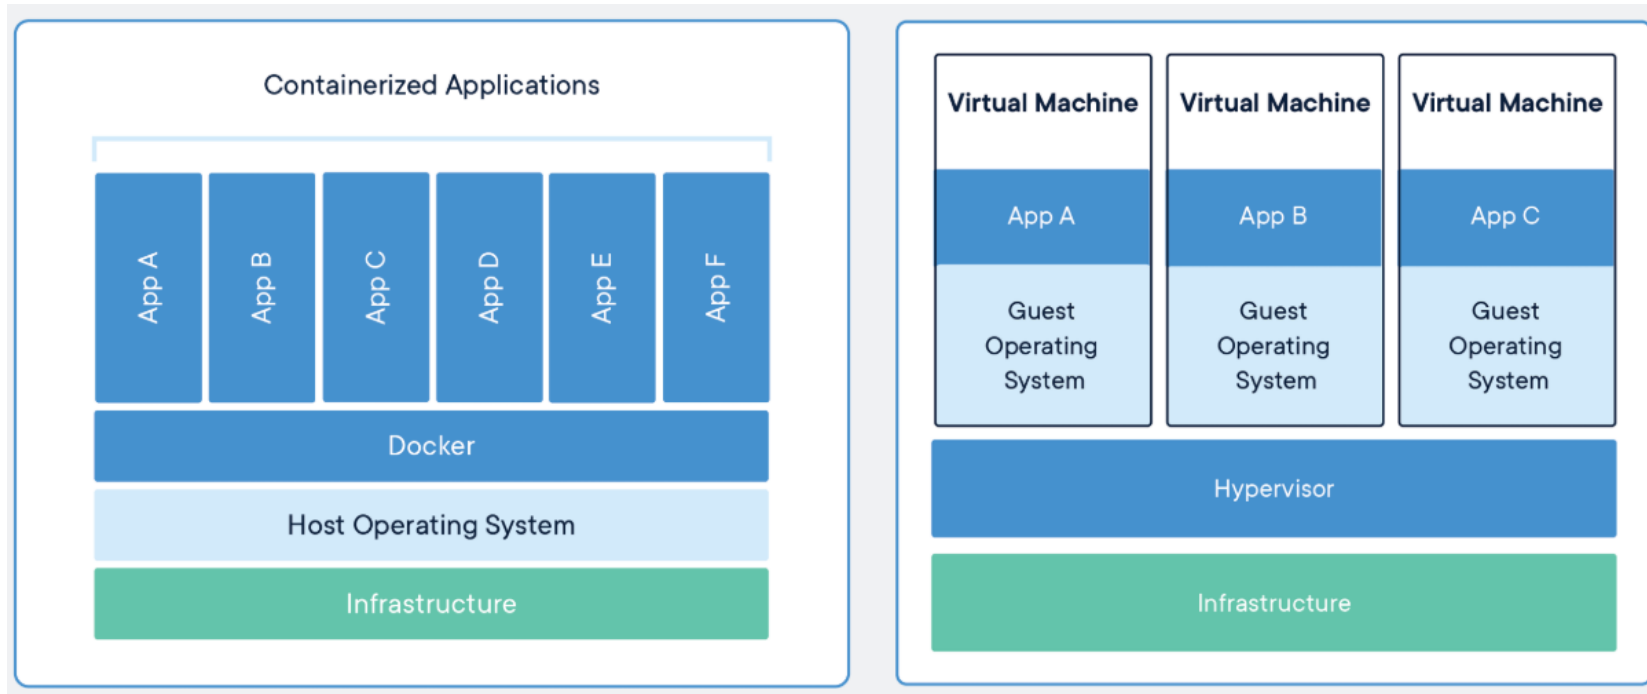 Containerized Applications
App A
App B
App C
App D
App E
App F
Docker
Host Operating System
Infrastructure
Virtual Machine
App A
Guest
Operating
System
Virtual Machine
App B
Guest
Operating
System
Virtual Machine
App C
Guest
Operating
System
Hypervisor
Infrastructure